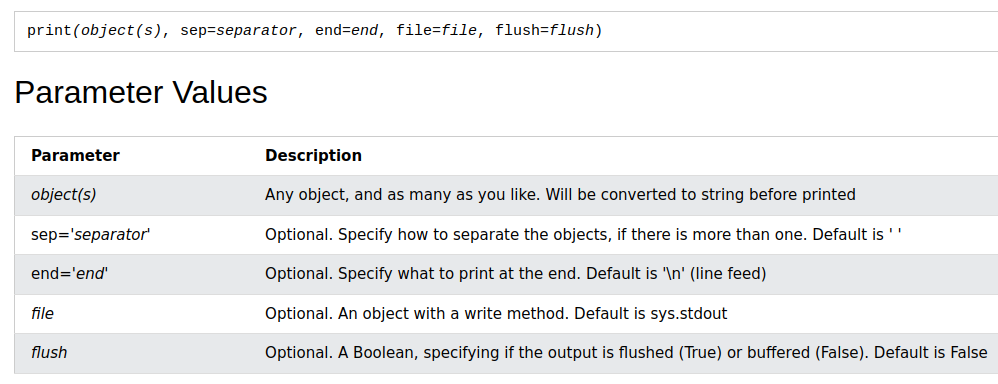 print(object(s), sep=separator, end=end, file=file, flush=flush)
Parameter Values
Parameter Description
object(s) Any object, and as many as you like. Will be converted to string before printed
sep='separator' Optional. Specify how to separate the objects, if there is more than one. Default is ' '
end='end' Optional. Specify what to print at the end. Default is '\n' (line feed)
file Optional. An object with a write method. Default is sys.stdout
flush Optional. A Boolean, specifying if the output is flushed (True) or buffered (False). Default is False